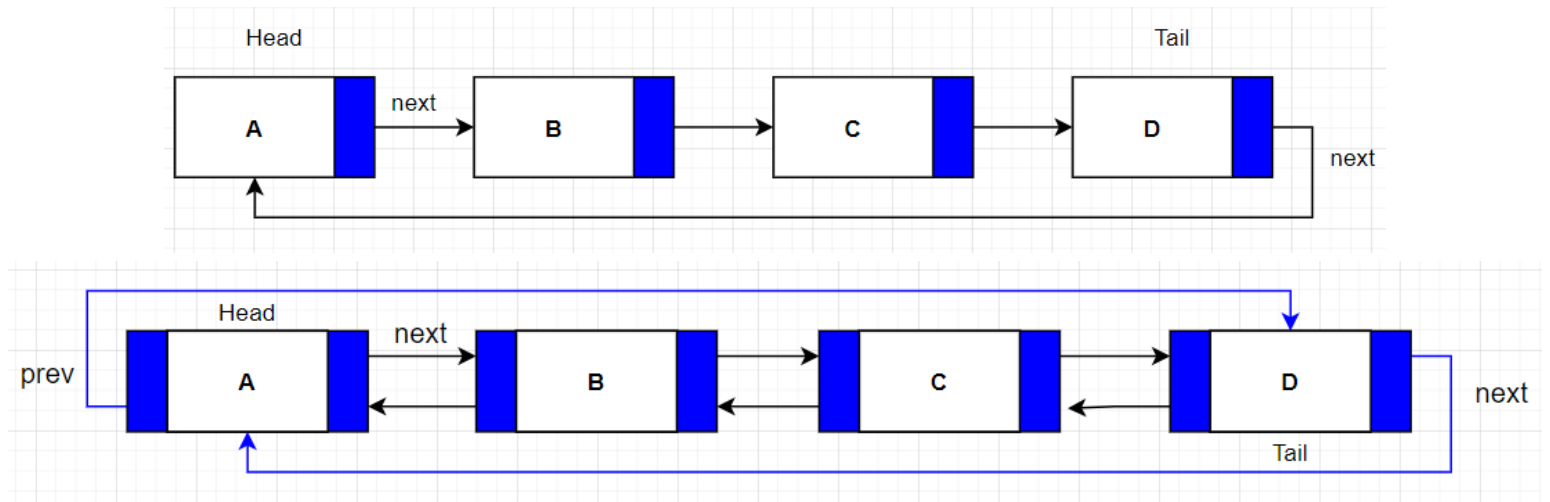 Head Tail
next
A B C D
next
Head
next
prev A B C D next
Tail